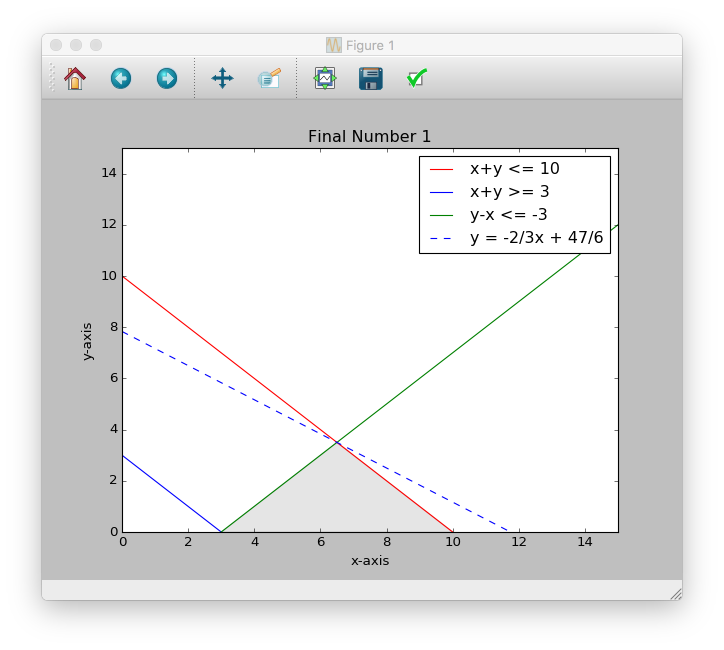 Figure 1
Final Number 1
x+y <= 10
x+y >= 3
y-x <= -3
y = -2/3x + 47/6
14
12
10
8
6
4
2
0
y-axis
0 2 4 6 8 10 12 14
x-axis